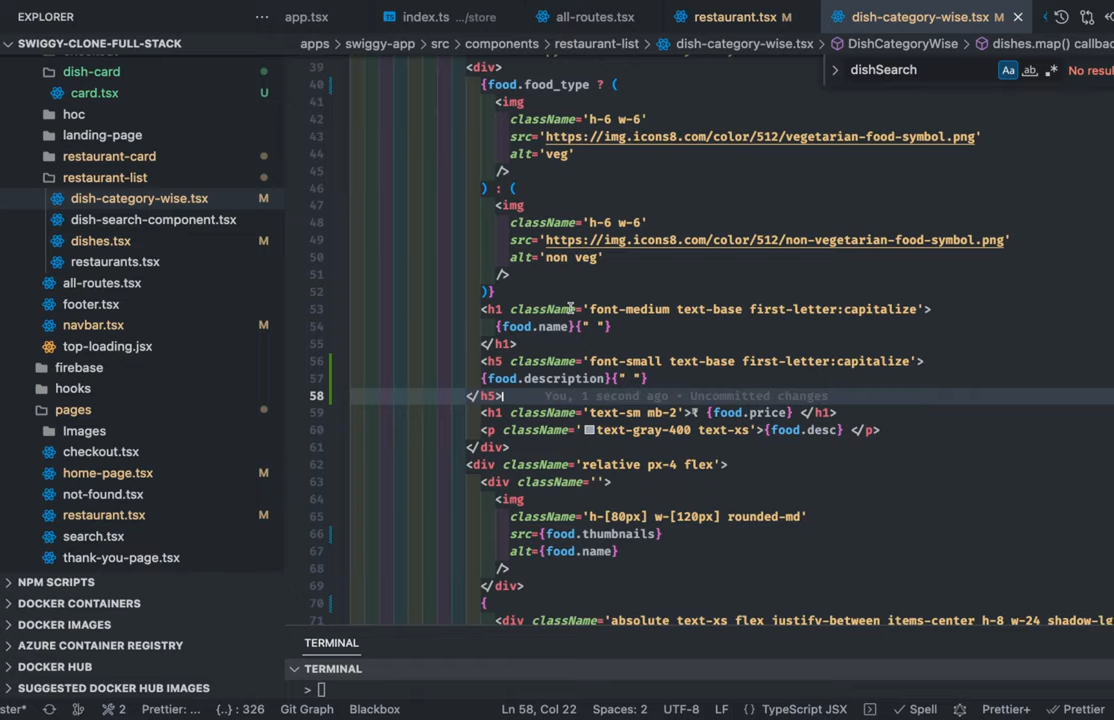 EXPLORER
···
app.tsx
index.ts .../store
all-routes.tsx
restaurant.tsx M
dish-category-wise.tsx M
SWIGGY-CLONE-FULL-STACK
apps > swiggy-app > src > components > restaurant-list > dish-category-wise.tsx > DishCategoryWise > dishes.map() callback
dishSearch
Aa
ab
.*
No resul
dish-card
card.tsx U
hoc
landing-page
restaurant-card
restaurant-list
dish-category-wise.tsx M
dish-search-component.tsx
dishes.tsx M
restaurants.tsx
all-routes.tsx
footer.tsx
navbar.tsx M
top-loading.jsx
firebase
hooks
pages
Images
checkout.tsx
home-page.tsx M
not-found.tsx
restaurant.tsx M
search.tsx
thank-you-page.tsx
NPM SCRIPTS
DOCKER CONTAINERS
DOCKER IMAGES
AZURE CONTAINER REGISTRY
DOCKER HUB
SUGGESTED DOCKER HUB IMAGES
39 <div>
40 {food.food_type ? (
41 <img
42 className='h-6 w-6'
43 src='https://img.icons8.com/color/512/vegetarian-food-symbol.png'
44 alt='veg'
45 />
46 ) : (
47 <img
48 className='h-6 w-6'
49 src='https://img.icons8.com/color/512/non-vegetarian-food-symbol.png'
50 alt='non veg'
51 />
52 )}
53 <h1 className='font-medium text-base first-letter:capitalize'>
54 {food.name}{" "}
55 </h1>
56 <h5 className='font-small text-base first-letter:capitalize'>
57 {food.description}{" "}
58 </h5> You, 1 second ago • Uncommitted changes
59 <h1 className='text-sm mb-2'>₹ {food.price} </h1>
60 <p className='text-gray-400 text-xs'>{food.desc} </p>
61 </div>
62 <div className='relative px-4 flex'>
63 <div className=''>
64 <img
65 className='h-[80px] w-[120px] rounded-md'
66 src={food.thumbnails}
67 alt={food.name}
68 />
69 </div>
70 {
71 <div className='absolute text-xs flex justify-between items-center h-8 w-24 shadow-lg
TERMINAL
TERMINAL
> []
ster*
2
Prettier: ...
{..} : 326
Git Graph
Blackbox
Ln 58, Col 22
Spaces: 2
UTF-8
LF
{} TypeScript JSX
Spell
Prettier+
Prettier